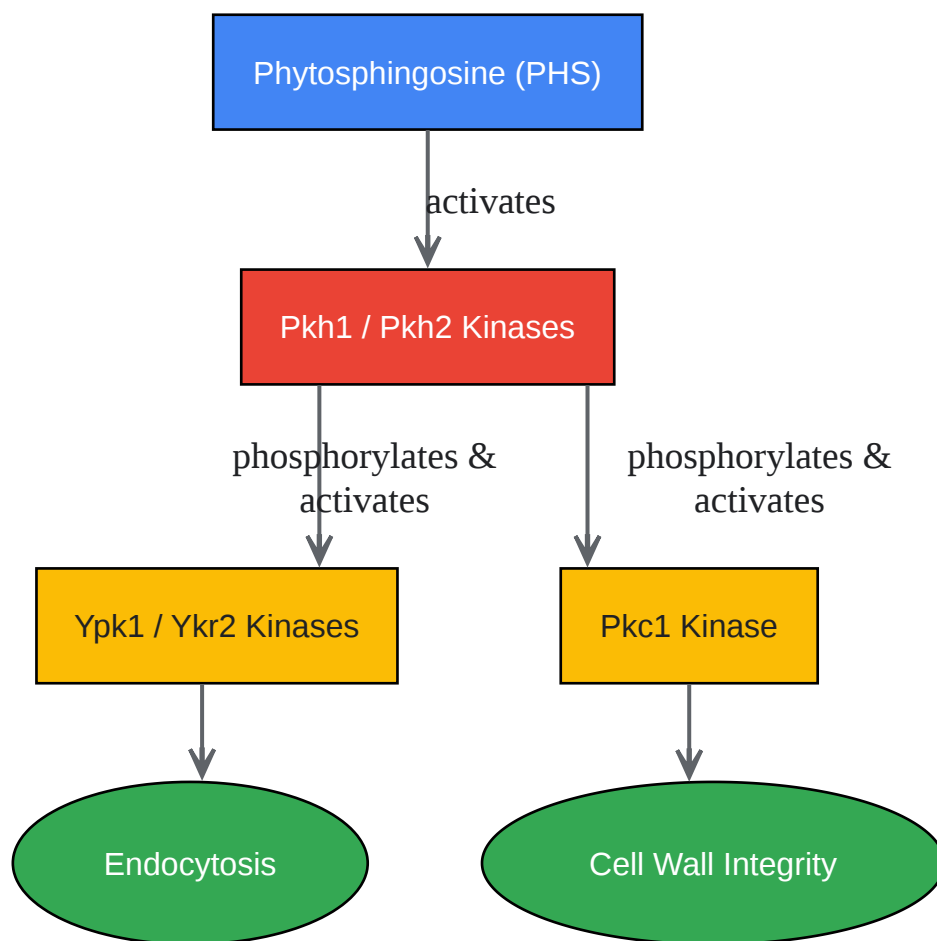 Phytosphingosine (PHS)
activates
Pkh1 / Pkh2 Kinases
phosphorylates &
activates
phosphorylates &
activates
Ypk1 / Ykr2 Kinases
Pkc1 Kinase
Endocytosis
Cell Wall Integrity